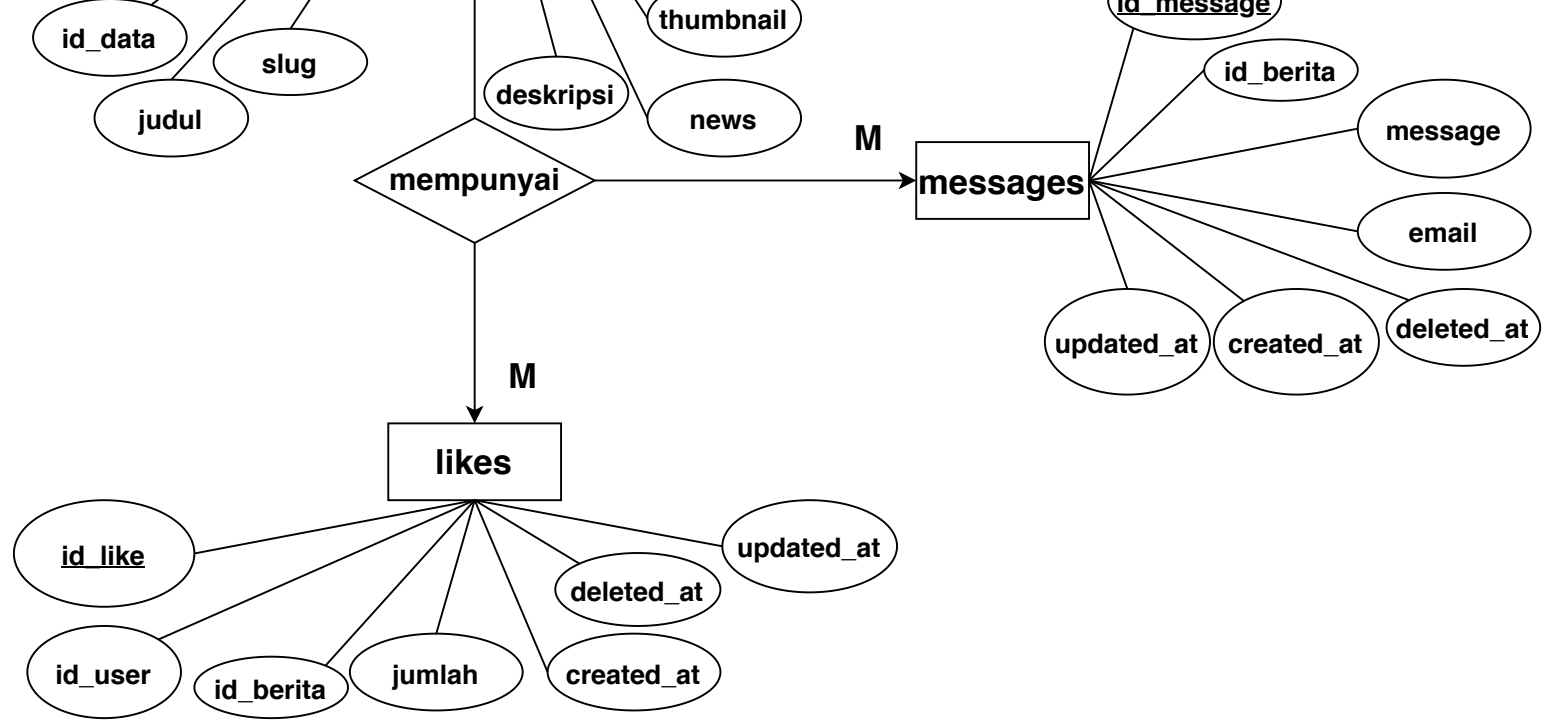 id_message
thumbnail
id_data
slug
id_berita
deskripsi
judul
news
message
M
mempunyai
messages
email
updated_at
created_at
deleted_at
M
likes
id_like
updated_at
deleted_at
id_user
id_berita
jumlah
created_at